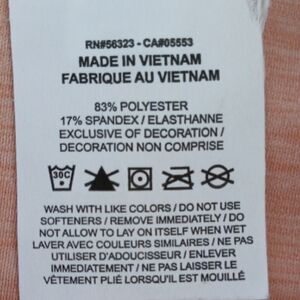 RN#56323 - CA#05553
MADE IN VIETNAM
FABRIQUE AU VIETNAM
83% POLYESTER
17% SPANDEX / ELASTHANNE
EXCLUSIVE OF DECORATION /
DECORATION NON COMPRISE
30C
WASH WITH LIKE COLORS / DO NOT USE
SOFTENERS / REMOVE IMMEDIATELY / DO
NOT ALLOW TO LAY ON ITSELF WHEN WET
LAVER AVEC COULEURS SIMILAIRES / NE PAS
UTILISER D'ADOUCISSEUR / ENLEVER
IMMEDIATEMENT / NE PAS LAISSER LE
VÊTEMENT PLIÉ LORSQU'IL EST MOUILLÉ